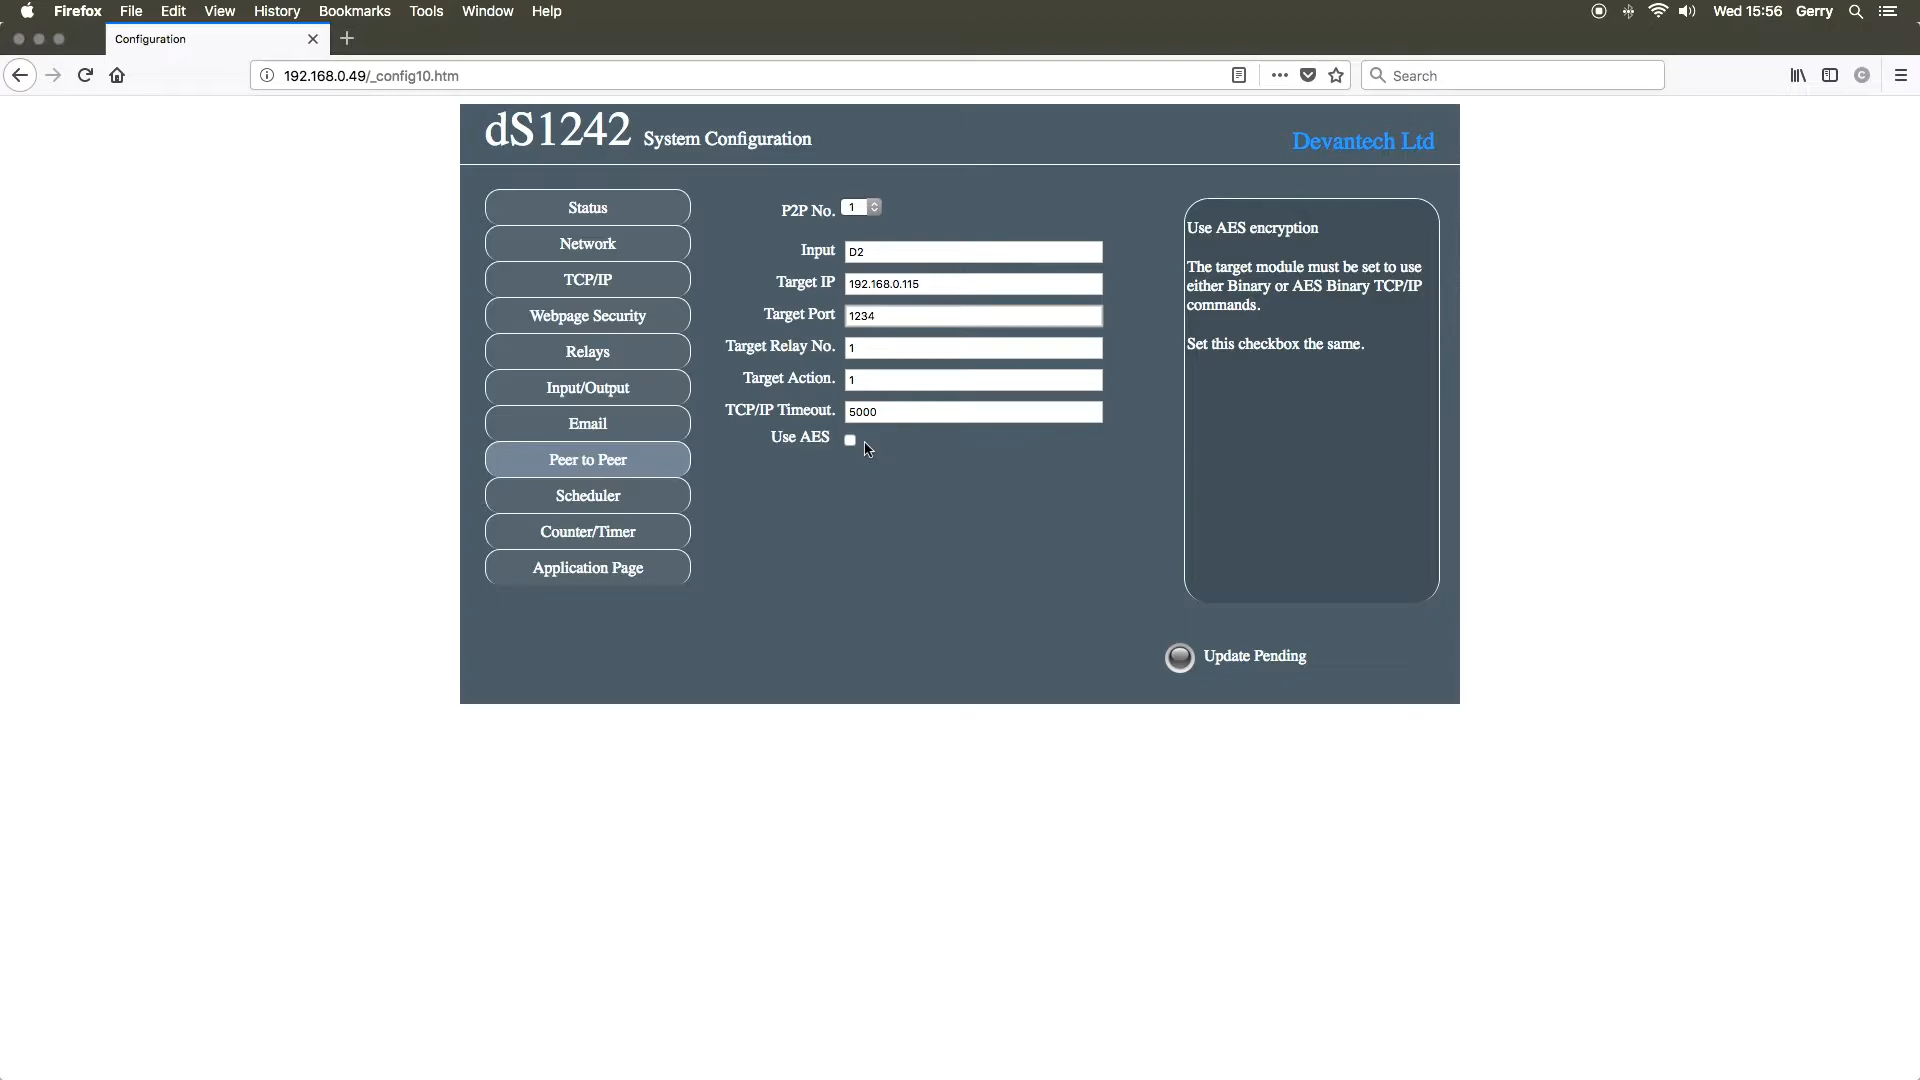 Firefox File Edit View History Bookmarks Tools Window Help Wed 15:56 Gerry
Configuration
192.168.0.49/_config10.htm
Search
dS1242 System Configuration
Devantech Ltd
Status
Network
TCP/IP
Webpage Security
Relays
Input/Output
Email
Peer to Peer
Scheduler
Counter/Timer
Application Page
P2P No. 1
Input D2
Target IP 192.168.0.115
Target Port 1234
Target Relay No. 1
Target Action. 1
TCP/IP Timeout. 5000
Use AES
Use AES encryption
The target module must be set to use
either Binary or AES Binary TCP/IP
commands.
Set this checkbox the same.
Update Pending